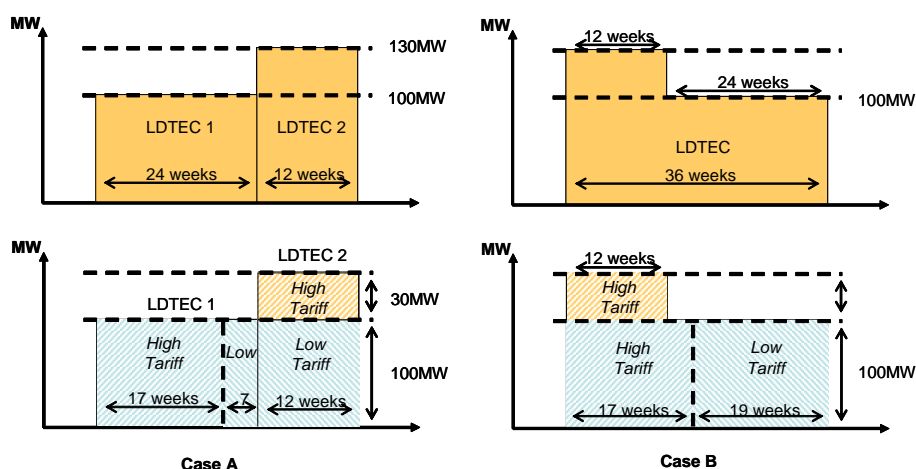 MW
130MW
100MW
LDTEC 1
LDTEC 2
24 weeks
12 weeks
MW
12 weeks
24 weeks
100MW
LDTEC
36 weeks
MW
LDTEC 2
LDTEC 1
High
Tariff
30MW
High
Tariff
Low
Low
Tariff
100MW
17 weeks
7
12 weeks
Case A
MW
12 weeks
High
Tariff
High
Tariff
Low
Tariff
100MW
17 weeks
19 weeks
Case B